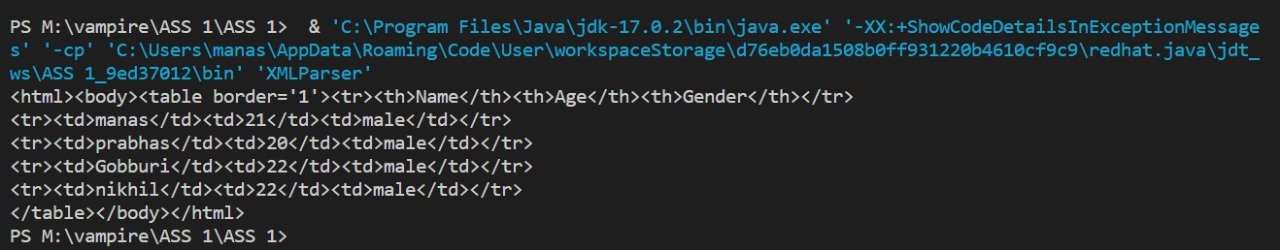 PS M:\vampire\ASS 1\ASS 1>  & 'C:\Program Files\Java\jdk-17.0.2\bin\java.exe' '-XX:+ShowCodeDetailsInExceptionMessage
s' '-cp' 'C:\Users\manas\AppData\Roaming\Code\User\workspaceStorage\d76eb0da1508b0ff931220b4610cf9c9\redhat.java\jdt_
ws\ASS 1_9ed37012\bin' 'XMLParser'
<html><body><table border='1'><tr><th>Name</th><th>Age</th><th>Gender</th></tr>
<tr><td>manas</td><td>21</td><td>male</td></tr>
<tr><td>prabhas</td><td>20</td><td>male</td></tr>
<tr><td>Gobburi</td><td>22</td><td>male</td></tr>
<tr><td>nikhil</td><td>22</td><td>male</td></tr>
</table></body></html>
PS M:\vampire\ASS 1\ASS 1>